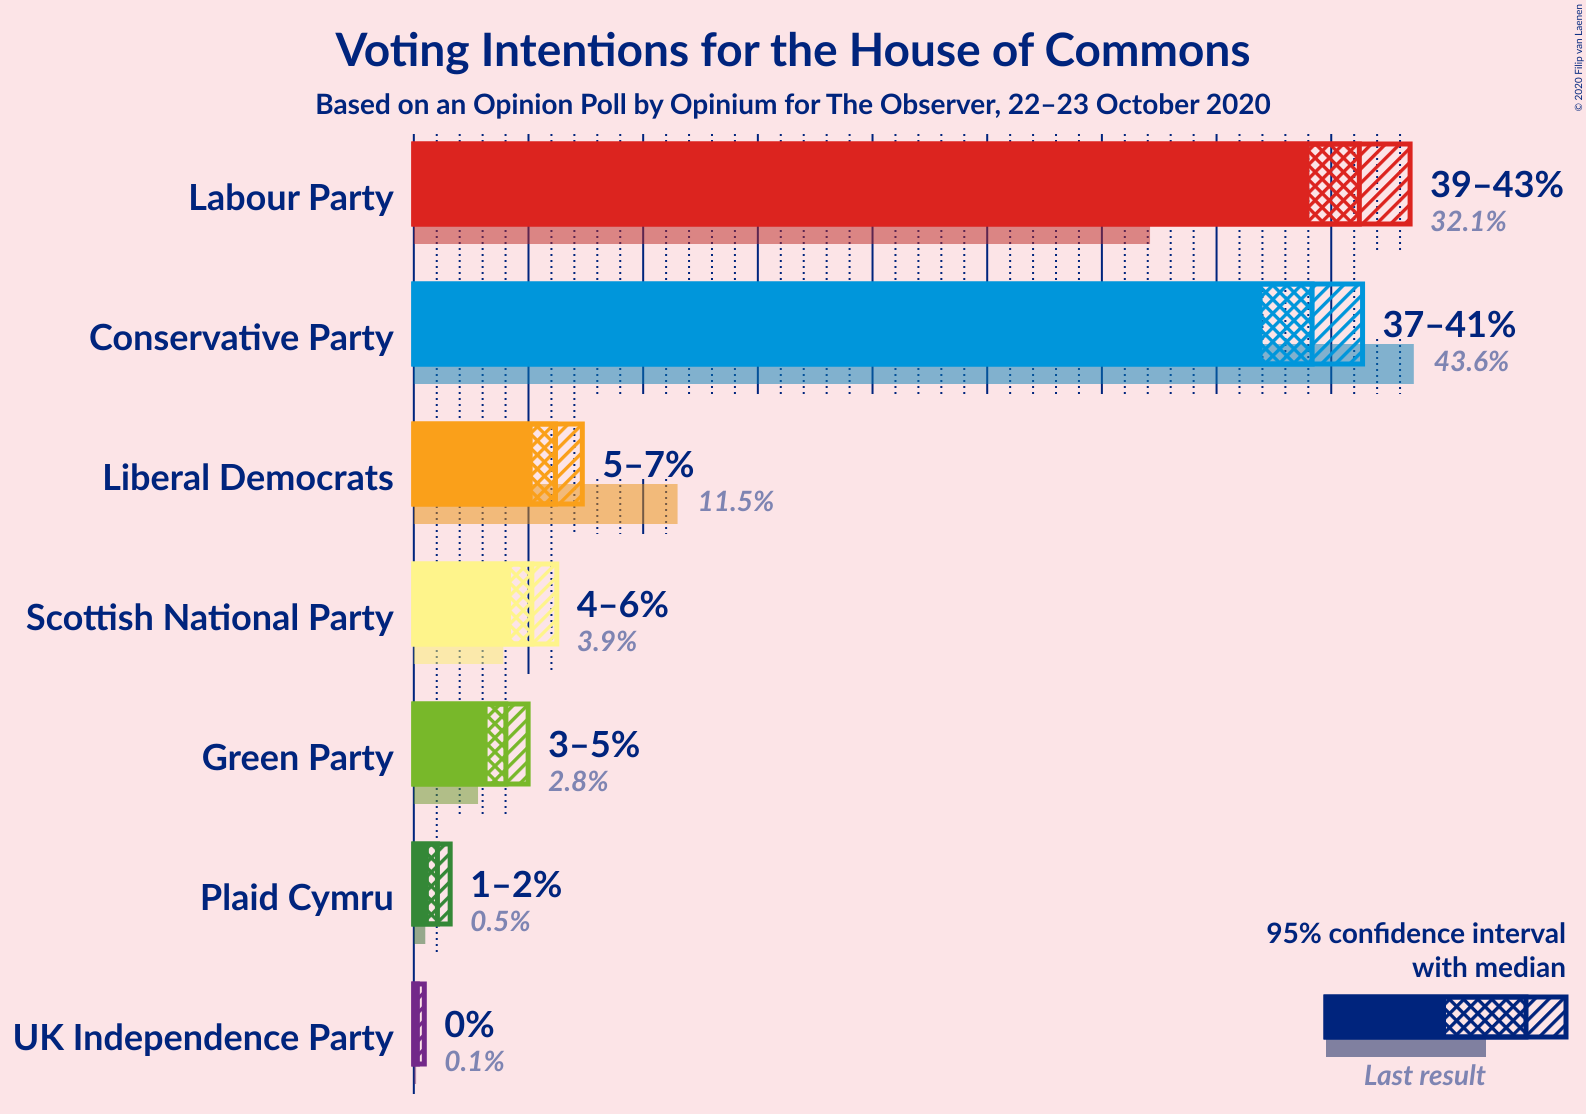 Voting Intentions for the House of Commons
Based on an Opinion Poll by Opinium for The Observer, 22–23 October 2020
© 2020 Filip van Laenen
Labour Party
39–43%
32.1%
Conservative Party
37–41%
43.6%
Liberal Democrats
5–7%
11.5%
Scottish National Party
4–6%
3.9%
Green Party
3–5%
2.8%
Plaid Cymru
1–2%
0.5%
UK Independence Party
0%
0.1%
95% confidence interval
with median
Last result